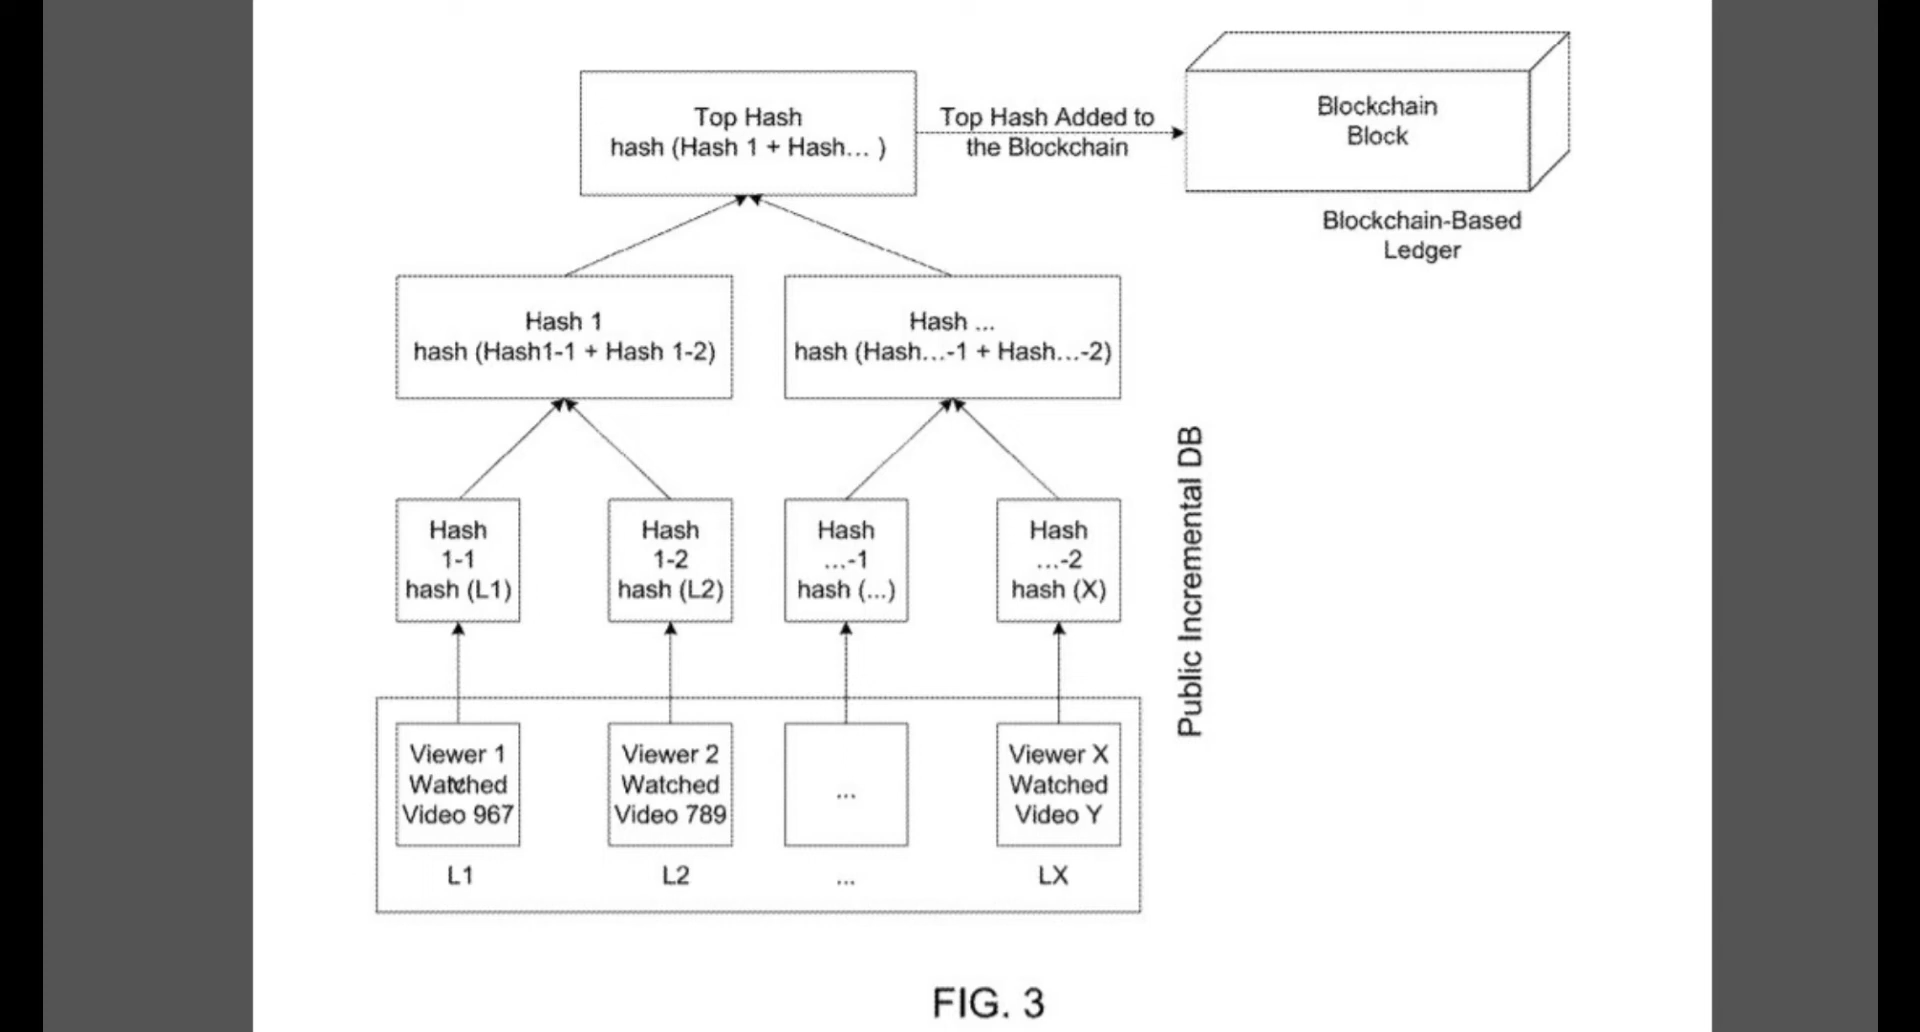 Top Hash
hash (Hash 1 + Hash... )
Top Hash Added to
the Blockchain
Blockchain
Block
Blockchain-Based
Ledger
Hash 1
hash (Hash1-1 + Hash 1-2)
Hash ...
hash (Hash...-1 + Hash...-2)
Hash
1-1
hash (L1)
Hash
1-2
hash (L2)
Hash
...-1
hash (...)
Hash
...-2
hash (X)
Public Incremental DB
Viewer 1
Watched
Video 967
Viewer 2
Watched
Video 789
...
Viewer X
Watched
Video Y
L1
L2
...
LX
FIG. 3